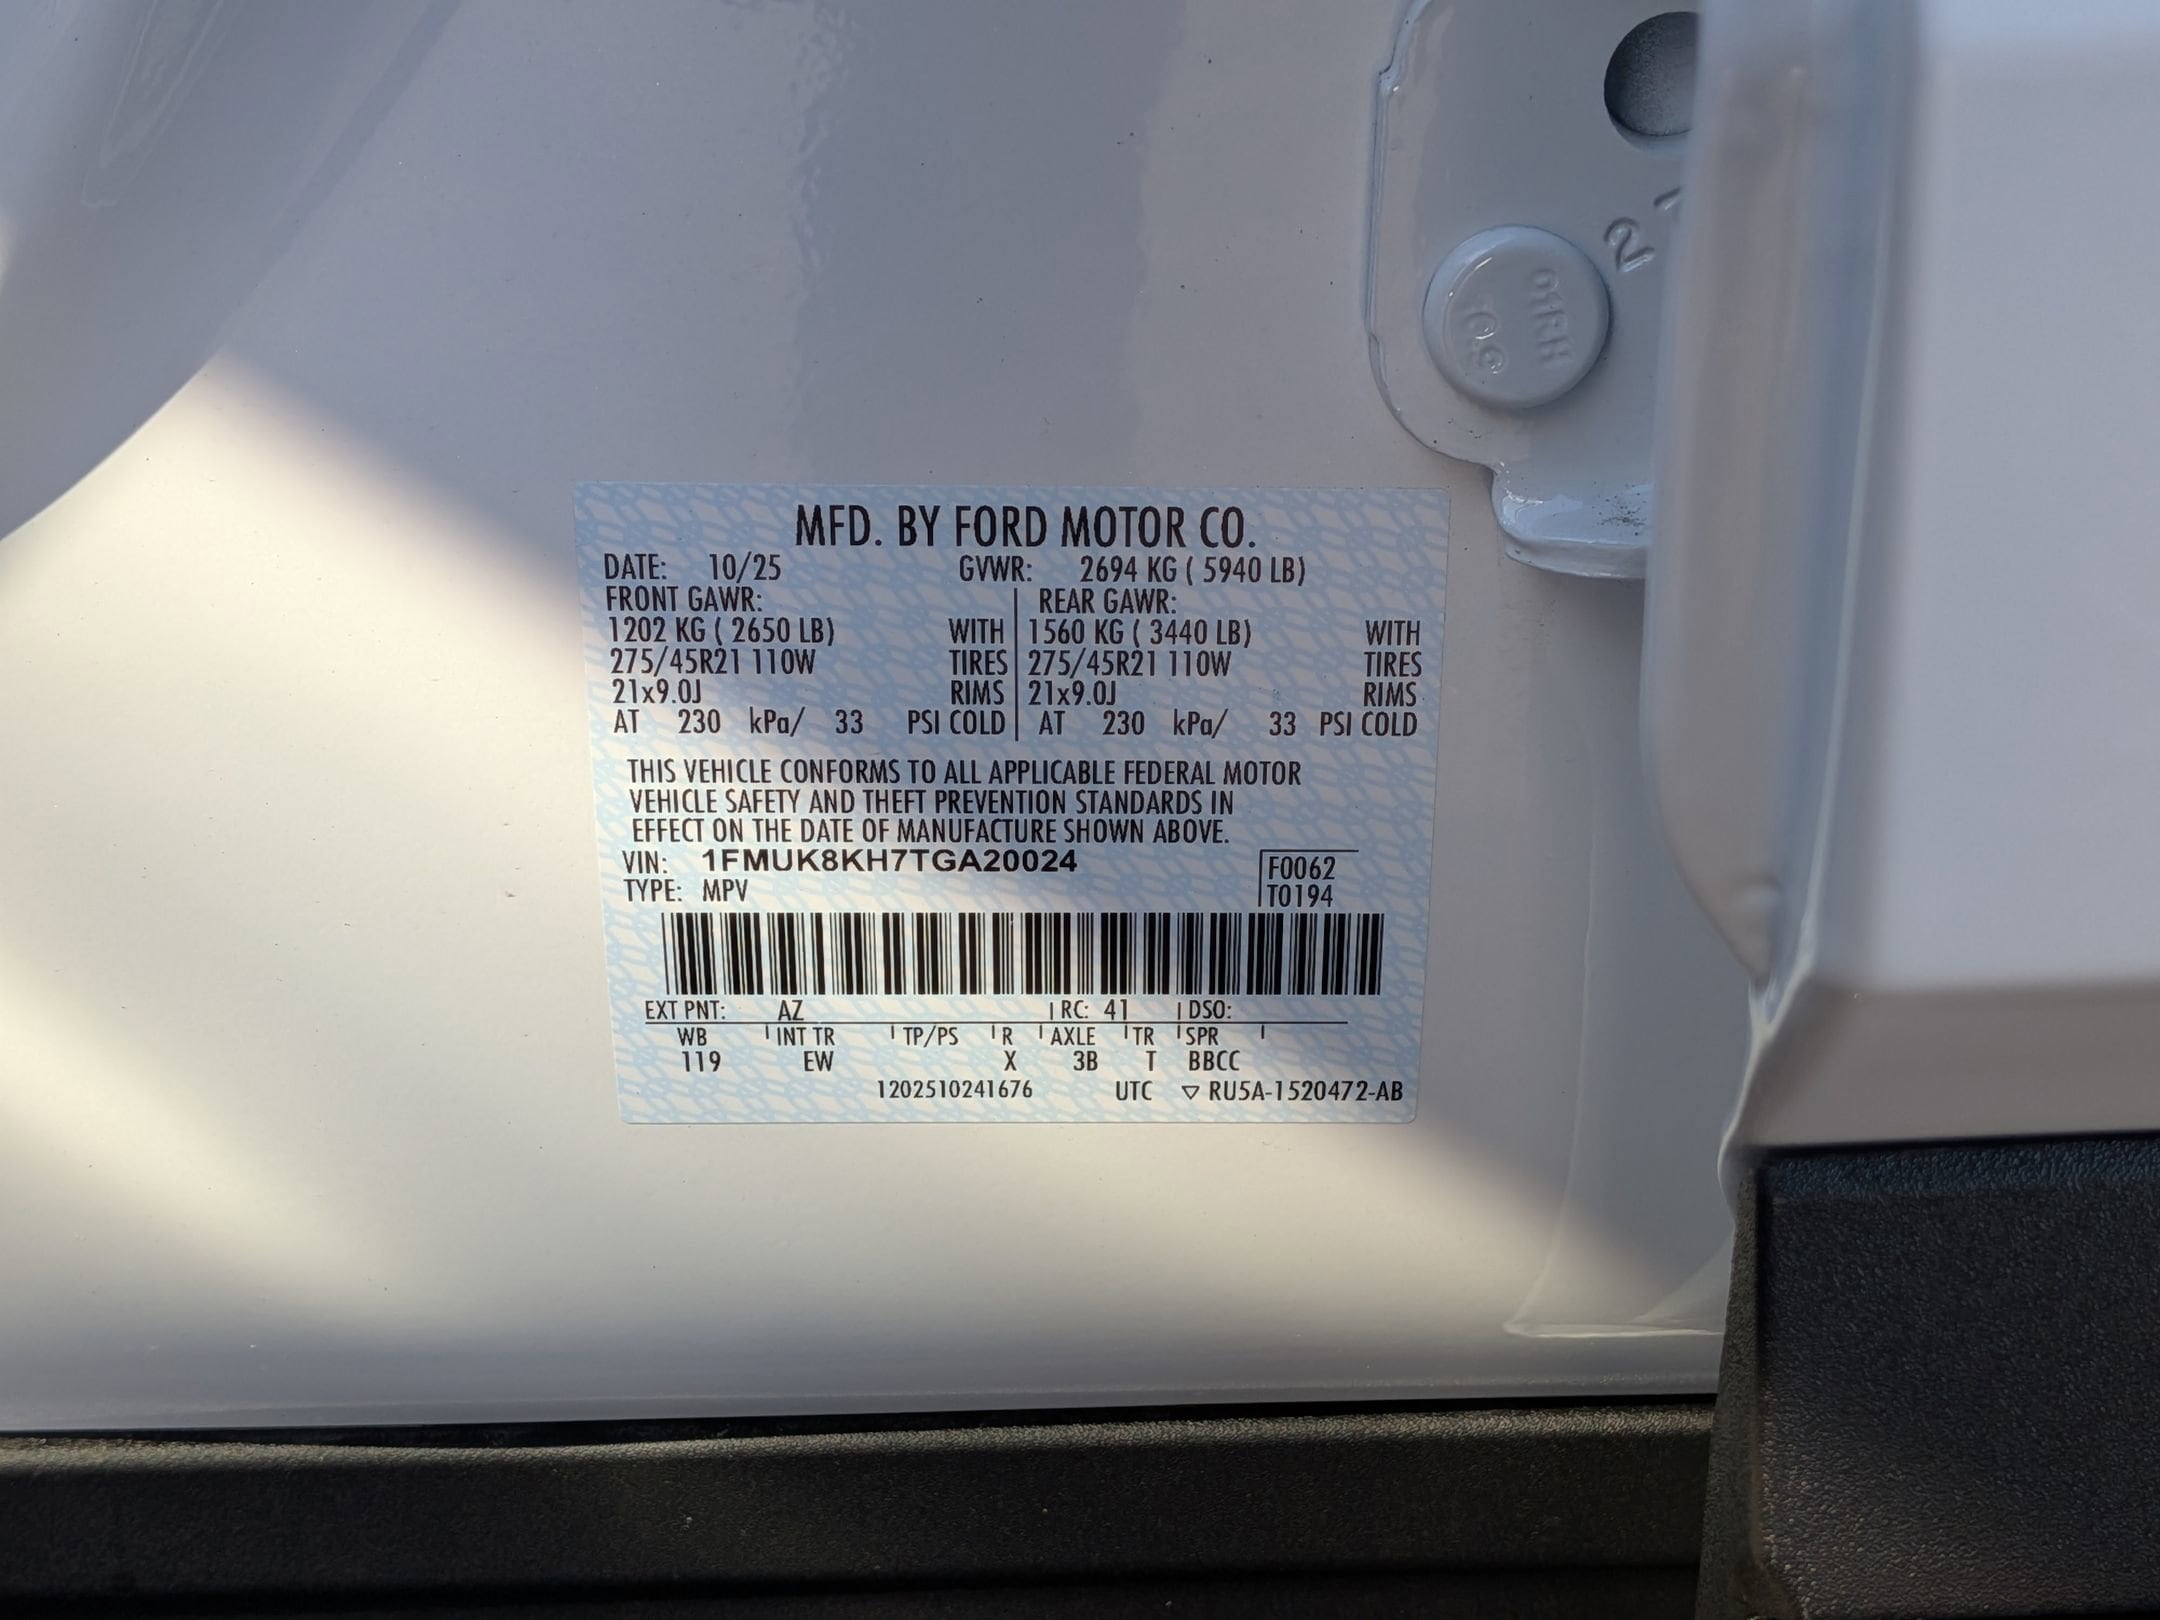 2
011RH
10.9
MFD. BY FORD MOTOR CO.
DATE: 10/25 GVWR: 2694 KG ( 5940 LB)
FRONT GAWR: REAR GAWR:
1202 KG ( 2650 LB) WITH 1560 KG ( 3440 LB) WITH
275/45R21 110W TIRES 275/45R21 110W TIRES
21x9.0J RIMS 21x9.0J RIMS
AT 230 kPa/ 33 PSI COLD AT 230 kPa/ 33 PSI COLD
THIS VEHICLE CONFORMS TO ALL APPLICABLE FEDERAL MOTOR
VEHICLE SAFETY AND THEFT PREVENTION STANDARDS IN
EFFECT ON THE DATE OF MANUFACTURE SHOWN ABOVE.
VIN: 1FMUK8KH7TGA20024 F0062
TYPE: MPV T0194
EXT PNT: AZ RC: 41 DSO:
WB INT TR TP/PS R AXLE TR SPR
119 EW X 3B T BBCC
1202510241676 UTC ▽ RU5A-1520472-AB